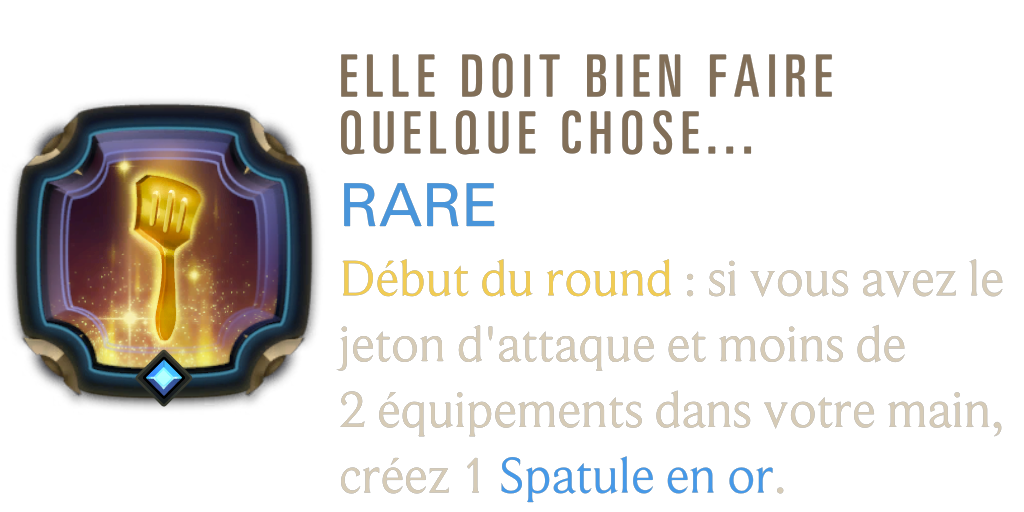 ELLE DOIT BIEN FAIRE
QUELQUE CHOSE...
RARE
Début du round : si vous avez le
jeton d'attaque et moins de
2 équipements dans votre main,
créez 1 Spatule en or.